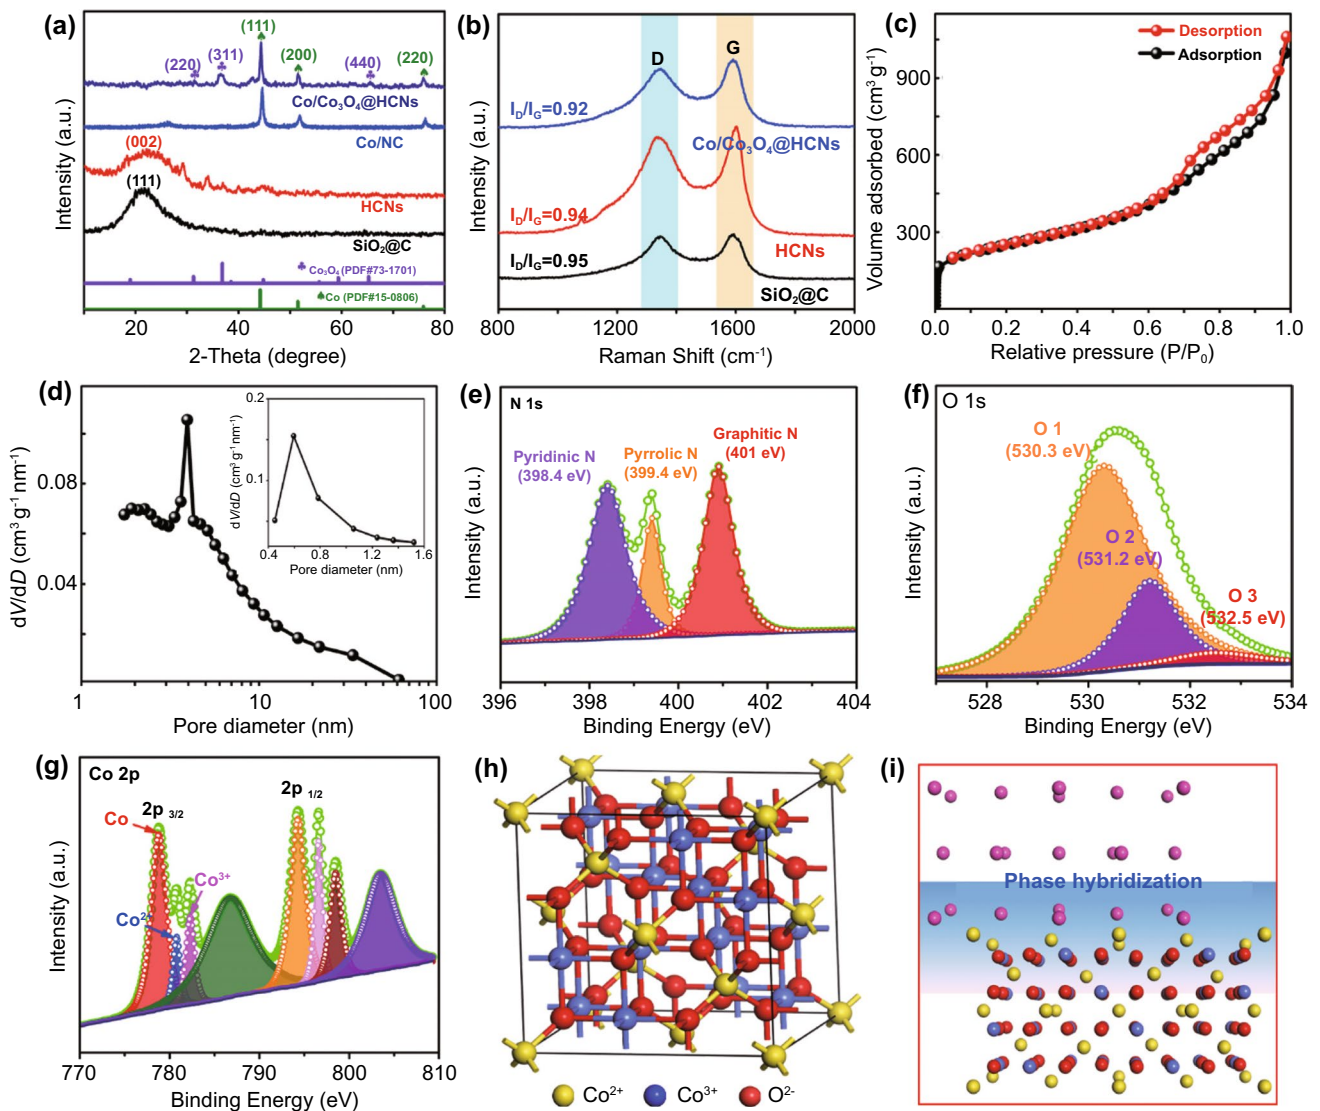 (a)
Intensity (a.u.)
(220)
(311)
(111)
(200)
(440)
(220)
Co/Co₃O₄@HCNs
Co/NC
(002)
HCNs
(111)
SiO₂@C
♣ Co₃O₄ (PDF#73-1701)
♠Co (PDF#15-0806)
20 40 60 80
2-Theta (degree)
(b)
Intensity (a.u.)
D G
I_D/I_G=0.92
Co/Co₃O₄@HCNs
I_D/I_G=0.94
HCNs
I_D/I_G=0.95
SiO₂@C
800 1200 1600 2000
Raman Shift (cm⁻¹)
(c)
Volume adsorbed (cm³ g⁻¹)
Desorption
Adsorption
900
600
300
0.0 0.2 0.4 0.6 0.8 1.0
Relative pressure (P/P₀)
(d)
dV/dD (cm³ g⁻¹ nm⁻¹)
0.08
0.04
1 10 100
Pore diameter (nm)
dV/dD (cm³ g⁻¹ nm⁻¹)
0.2
0.1
0.4 0.8 1.2 1.6
Pore diameter (nm)
(e)
Intensity (a.u.)
N 1s
Pyridinic N
(398.4 eV)
Pyrrolic N
(399.4 eV)
Graphitic N
(401 eV)
396 398 400 402 404
Binding Energy (eV)
(f)
Intensity (a.u.)
O 1s
O 1
(530.3 eV)
O 2
(531.2 eV)
O 3
(532.5 eV)
528 530 532 534
Binding Energy (eV)
(g)
Intensity (a.u.)
Co 2p
2p 3/2
2p 1/2
Co
Co³⁺
Co²⁺
770 780 790 800 810
Binding Energy (eV)
(h)
Co²⁺ Co³⁺ O²⁻
(i)
Phase hybridization